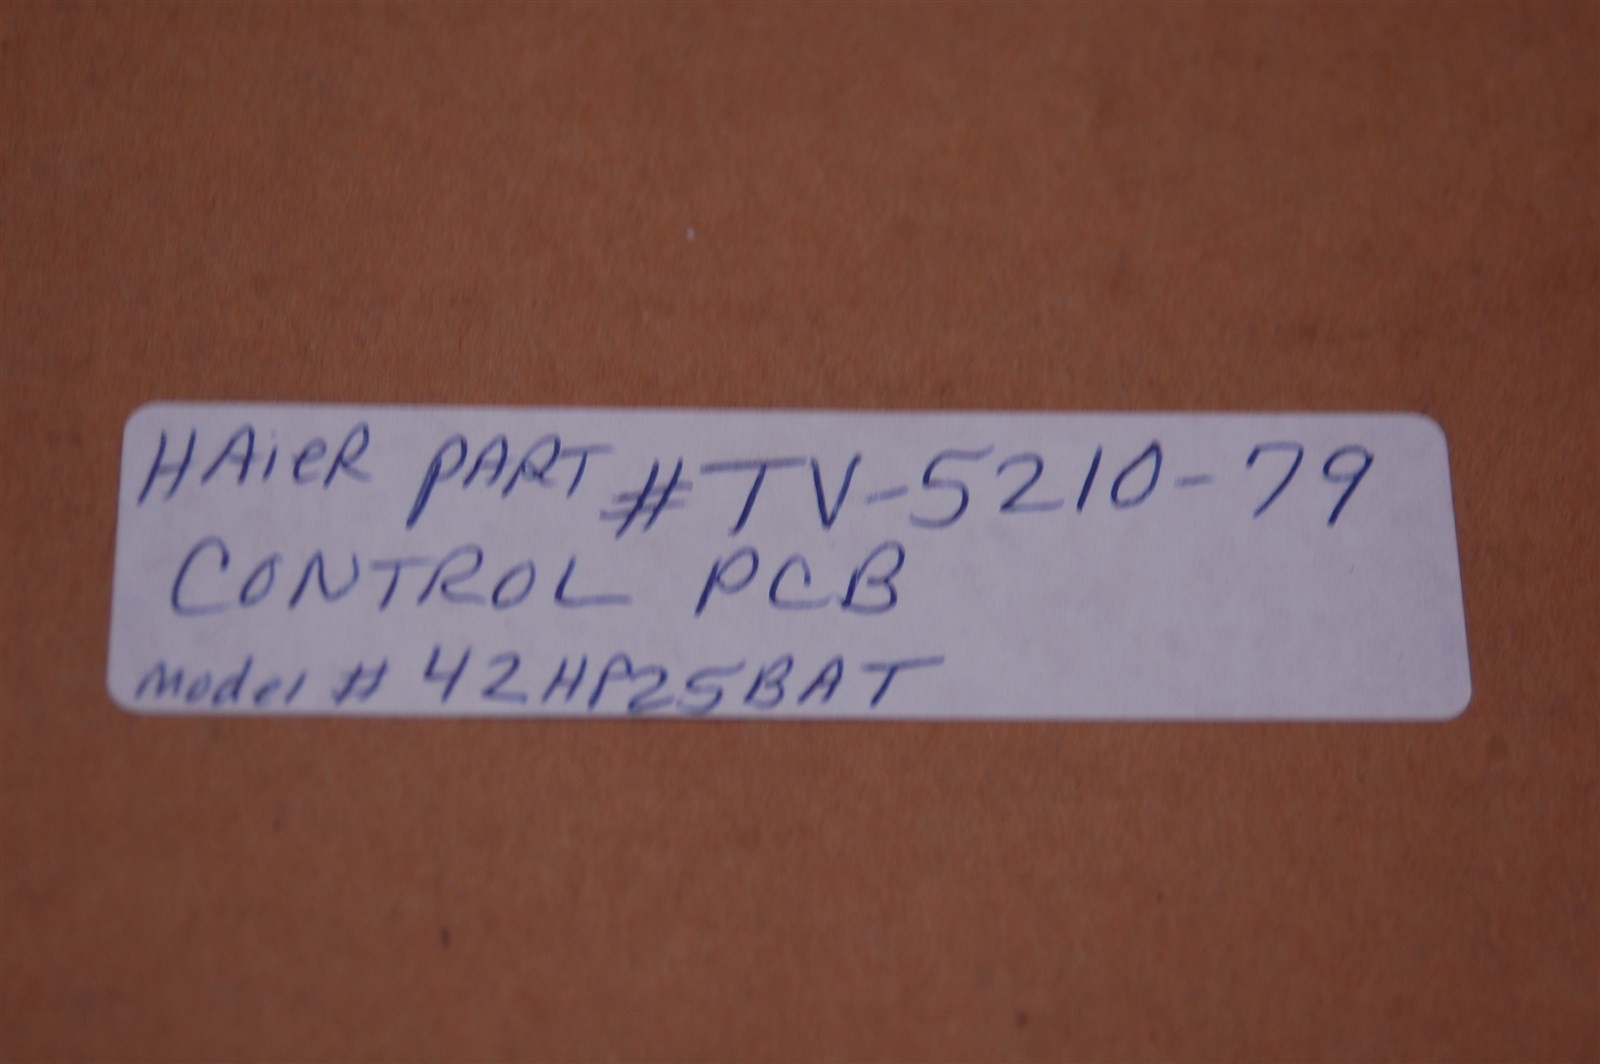 HAieR PART #TV-5210-79
CONTROL PCB
Model # 42HP25BAT